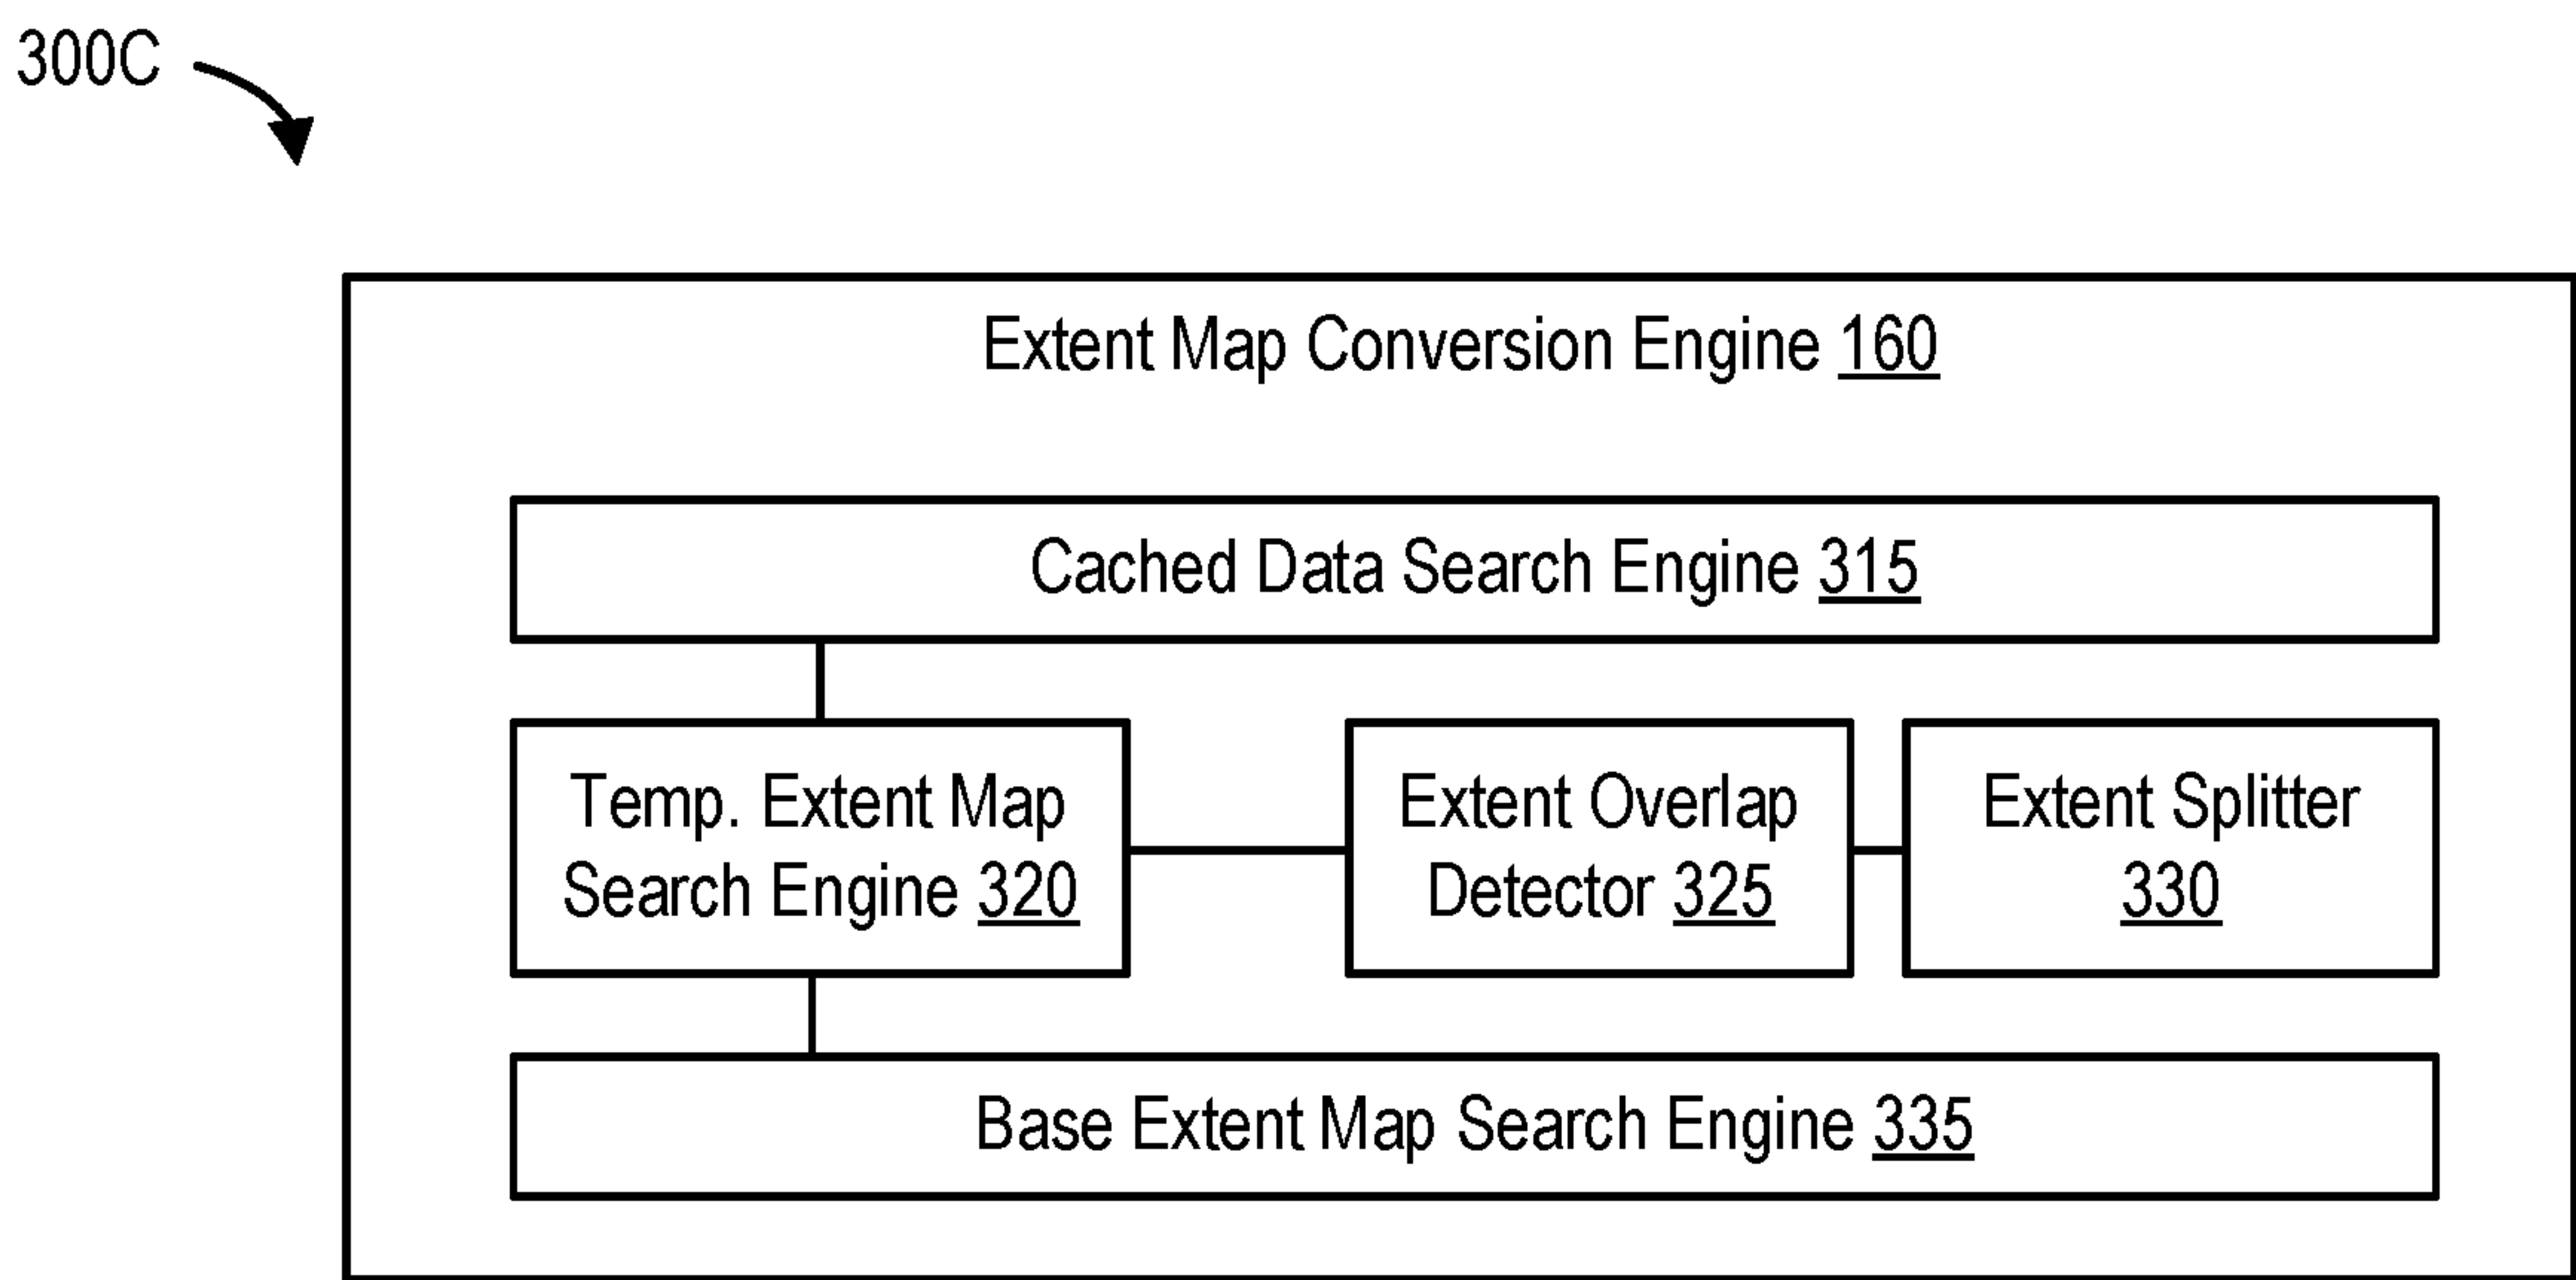 300C
Extent Map Conversion Engine 160
Cached Data Search Engine 315
Temp. Extent Map
Search Engine 320
Extent Overlap
Detector 325
Extent Splitter
330
Base Extent Map Search Engine 335